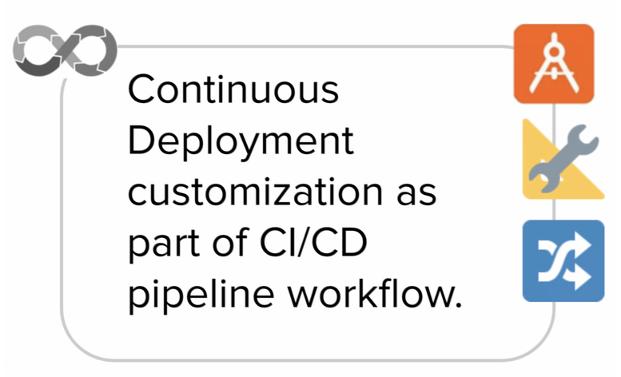 Continuous
Deployment
customization as
part of CI/CD
pipeline workflow.